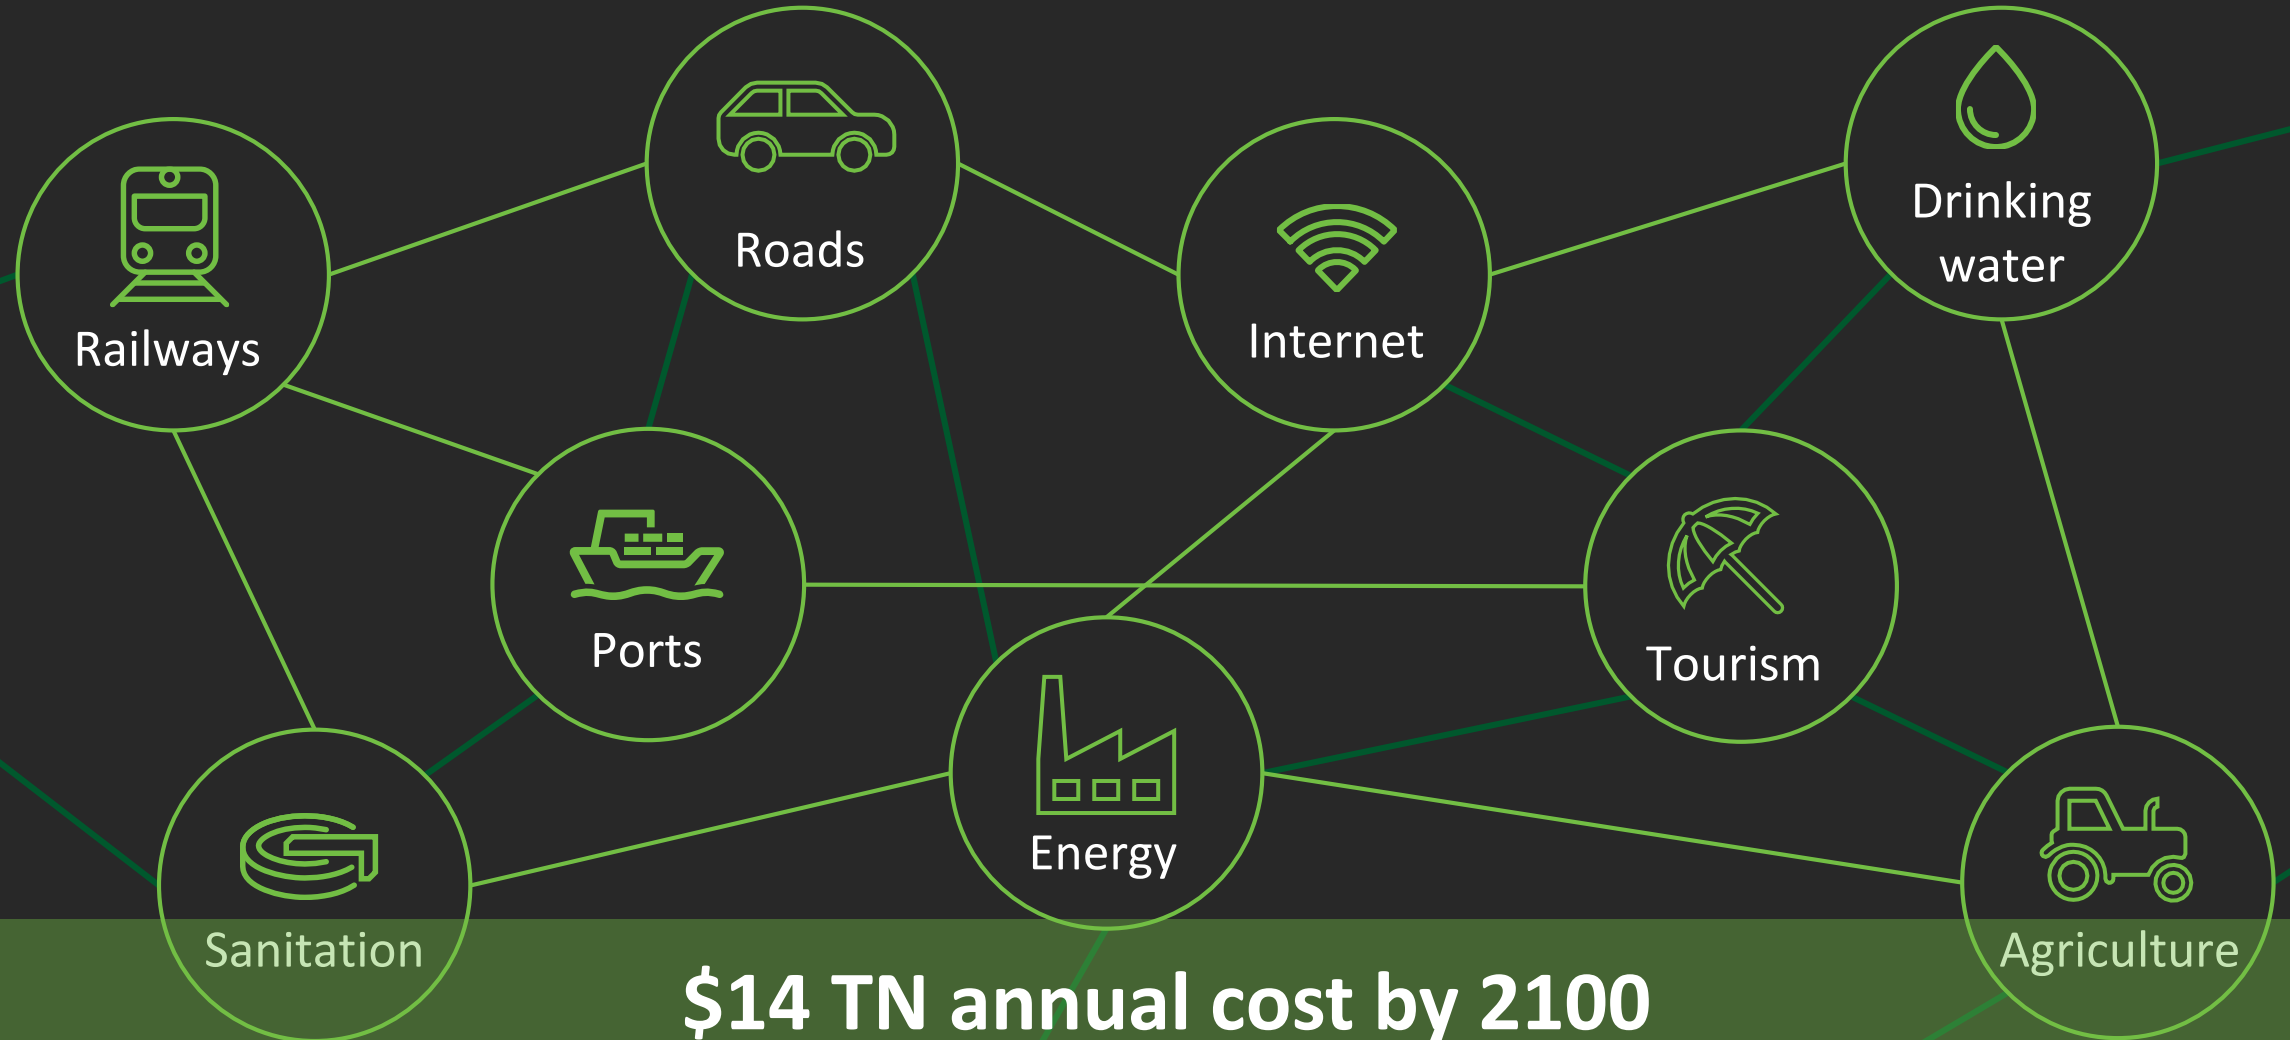 Roads
Drinking
water
Railways
Internet
Ports
Tourism
Energy
Sanitation
Agriculture
$14 TN annual cost by 2100